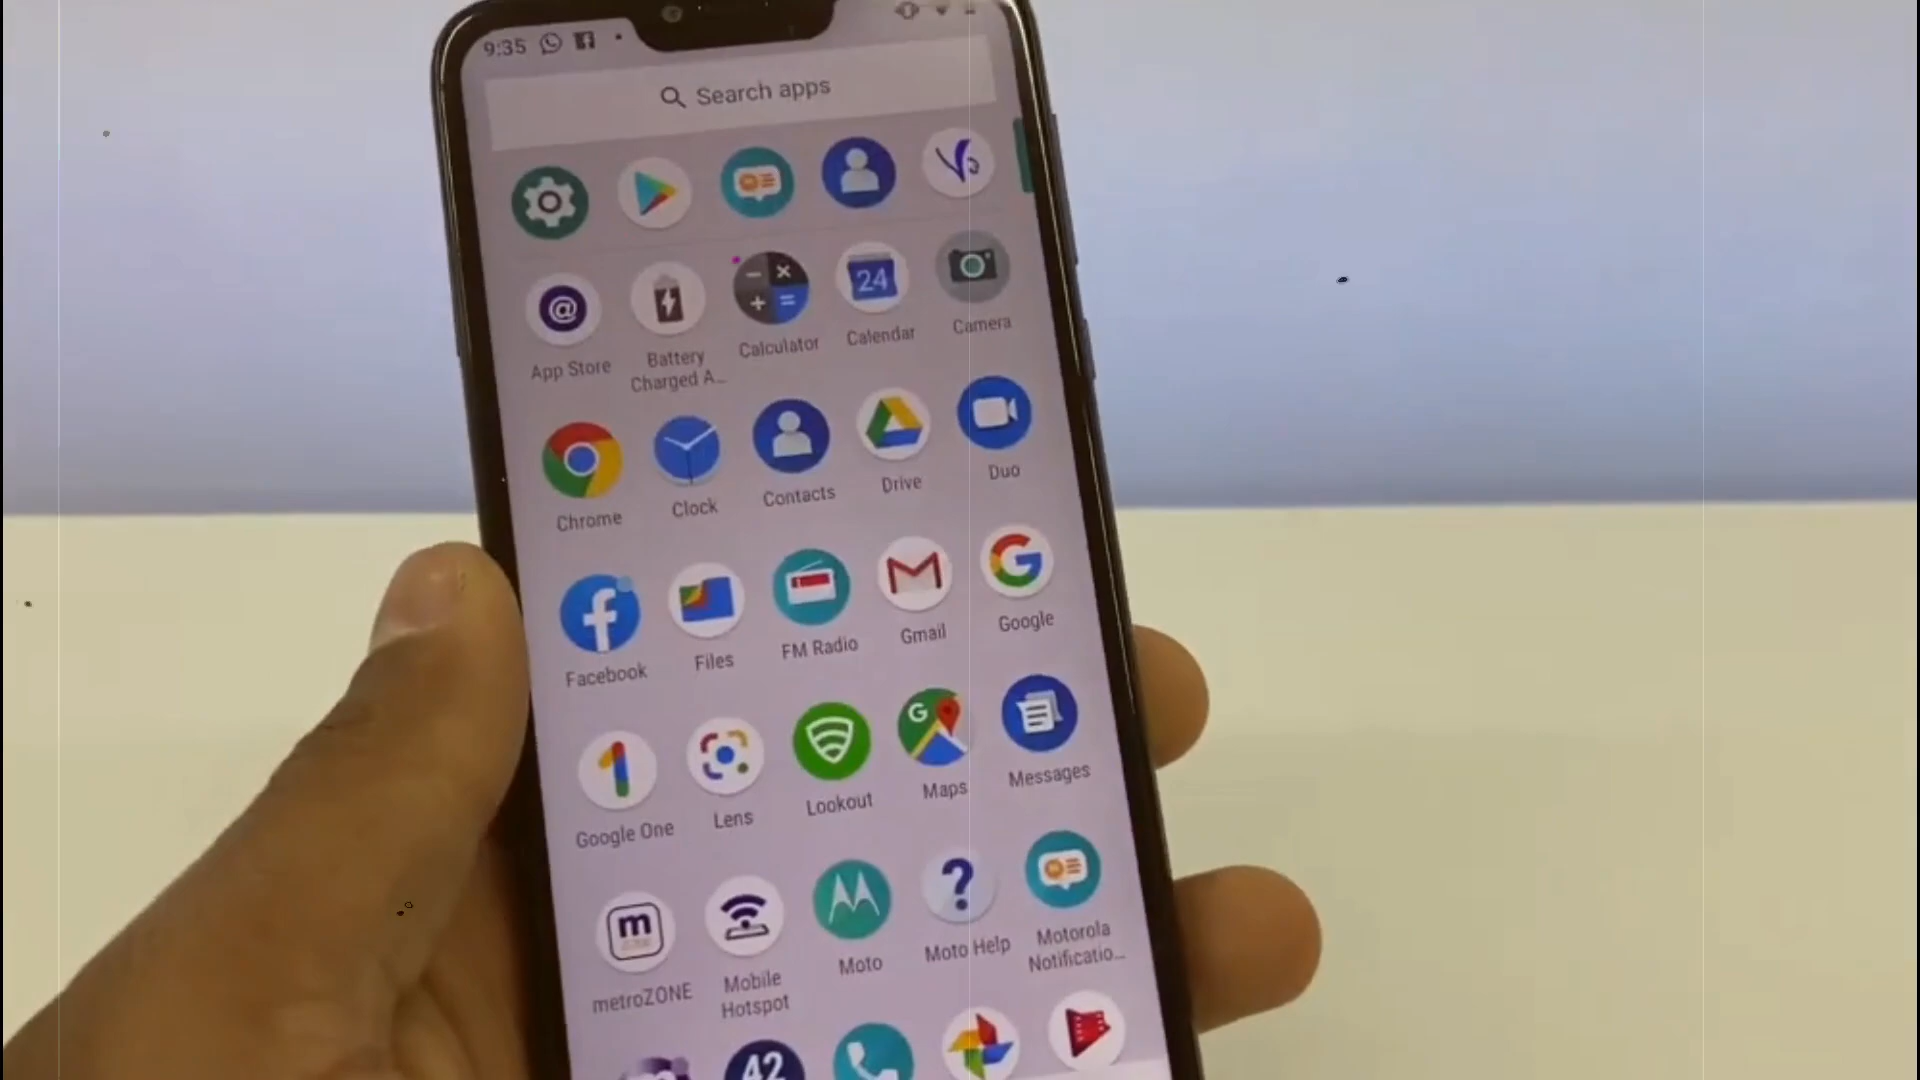 9:35
Search apps
24
App Store
Battery
Charged A...
Calculator
Calendar
Camera
Chrome
Clock
Contacts
Drive
Duo
Facebook
Files
FM Radio
Gmail
Google
Google One
Lens
Lookout
Maps
Messages
m
metroZONE
Mobile
Hotspot
Moto
Moto Help
Motorola
Notificatio...
42